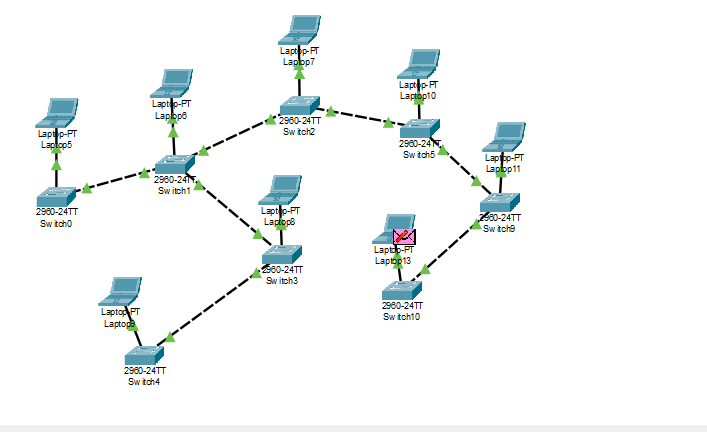 Laptop-PT
Laptop7
Laptop-PT
Laptop10
Laptop-PT
Laptop6
Laptop-PT
Laptop5
2960-24TT
Switch2
2960-24TT
Switch5
Laptop-PT
Laptop11
2960-24TT
Switch1
2960-24TT
Switch0
Laptop-PT
Laptop8
2960-24TT
Switch9
Laptop-PT
Laptop13
2960-24TT
Switch3
2960-24TT
Switch10
Laptop-PT
Laptop9
2960-24TT
Switch4